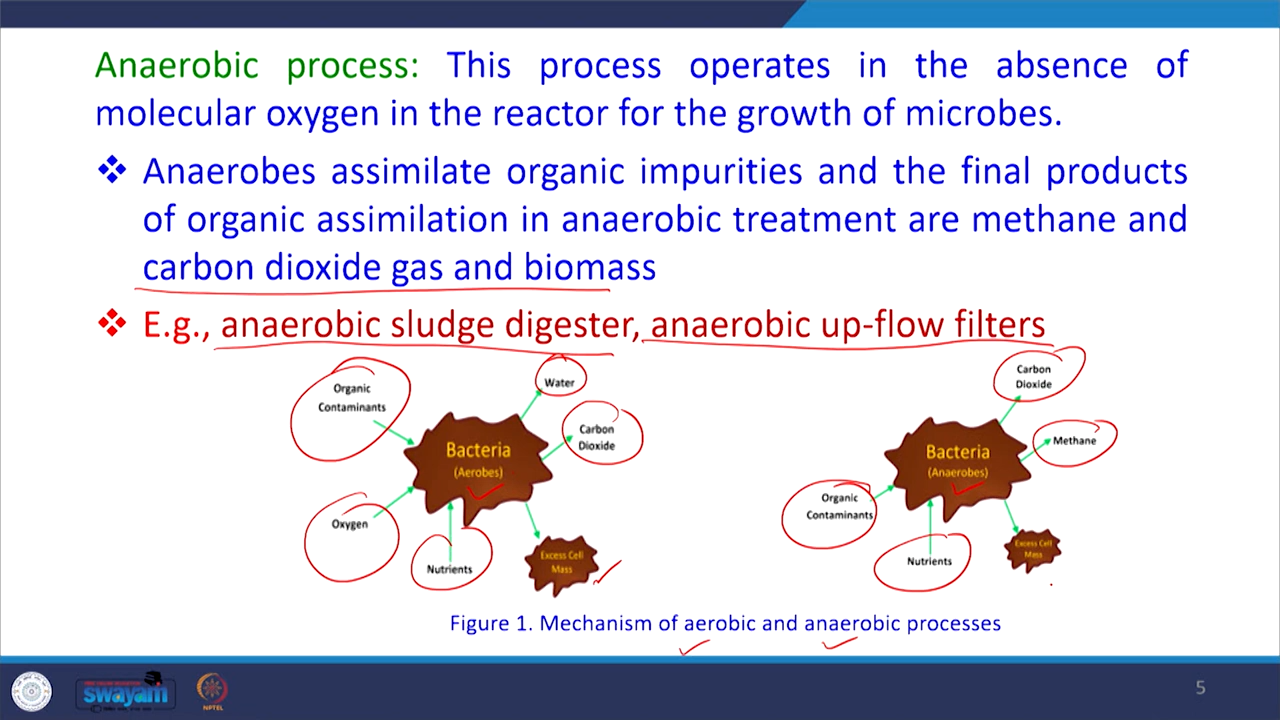 Anaerobic process: This process operates in the absence of
molecular oxygen in the reactor for the growth of microbes.
❖ Anaerobes assimilate organic impurities and the final products
of organic assimilation in anaerobic treatment are methane and
carbon dioxide gas and biomass
❖ E.g., anaerobic sludge digester, anaerobic up-flow filters
Organic
Contaminants
Water
Carbon
Dioxide
Bacteria
(Aerobes)
Oxygen
Nutrients
Excess Cell
Mass
Carbon
Dioxide
Methane
Bacteria
(Anaerobes)
Organic
Contaminants
Nutrients
Excess Cell
Mass
Figure 1. Mechanism of aerobic and anaerobic processes
swayam
NPTEL
5